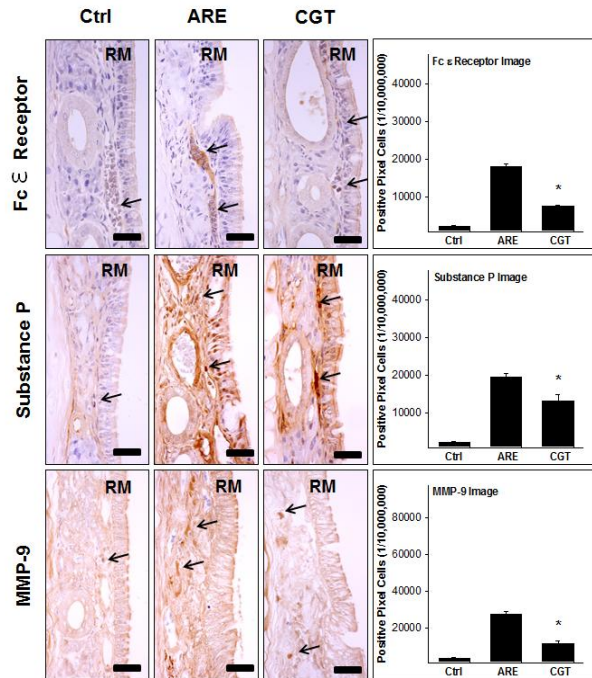 Ctrl ARE CGT
Fc Ɛ Receptor
RM RM RM
Fc ε Receptor Image
Positive Pixel Cells (1/10,000,000)
40000
30000
20000
10000
Ctrl ARE CGT
*
Substance P
RM RM RM
Substance P Image
Positive Pixel Cells (1/10,000,000)
40000
30000
20000
10000
Ctrl ARE CGT
*
MMP-9
RM RM RM
MMP-9 Image
Positive Pixel Cells (1/10,000,000)
80000
60000
40000
20000
Ctrl ARE CGT
*